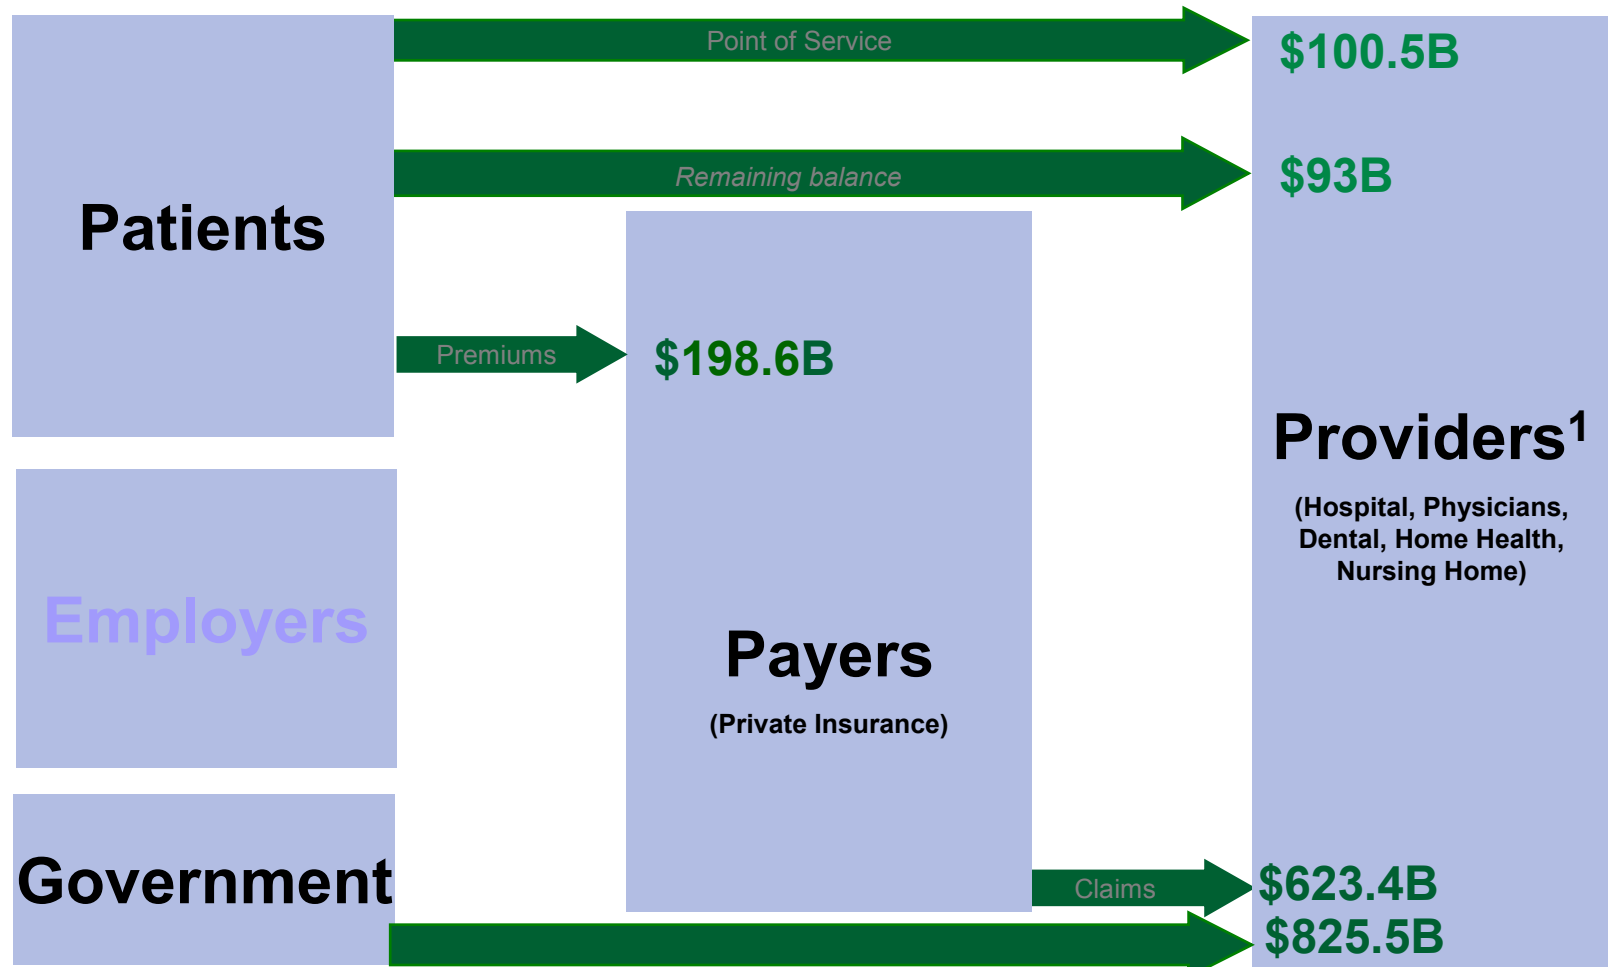 Point of Service
$100.5B
Remaining balance
$93B
Patients
Premiums
$198.6B
Providers¹
(Hospital, Physicians,
Dental, Home Health,
Nursing Home)
Employers
Payers
(Private Insurance)
Government
Claims
$623.4B
$825.5B